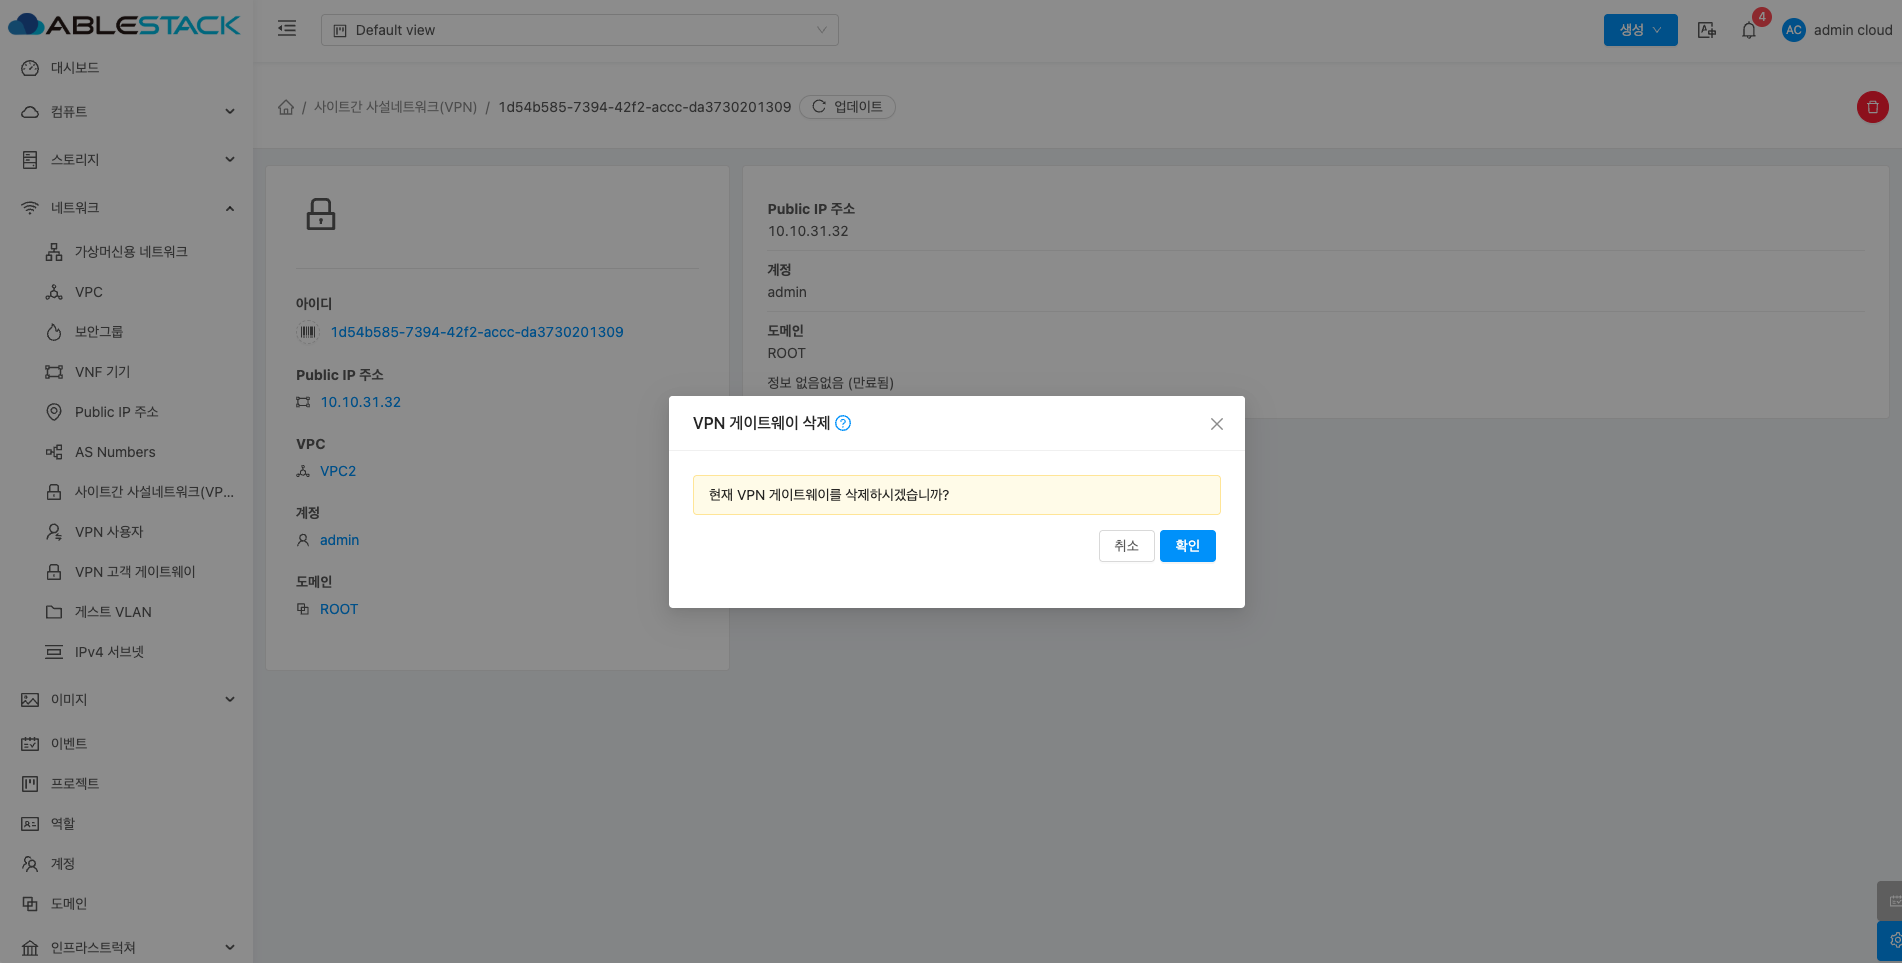 ABLESTACK
Default view
생성
4
AC
admin cloud
대시보드
컴퓨트
스토리지
네트워크
가상머신용 네트워크
VPC
보안그룹
VNF 기기
Public IP 주소
AS Numbers
사이트간 사설네트워크(VP...
VPN 사용자
VPN 고객 게이트웨이
게스트 VLAN
IPv4 서브넷
이미지
이벤트
프로젝트
역할
계정
도메인
인프라스트럭쳐
/ 사이트간 사설네트워크(VPN) / 1d54b585-7394-42f2-accc-da3730201309
업데이트
아이디
1d54b585-7394-42f2-accc-da3730201309
Public IP 주소
10.10.31.32
VPC
VPC2
계정
admin
도메인
ROOT
Public IP 주소
10.10.31.32
계정
admin
도메인
ROOT
정보 없음없음 (만료됨)
VPN 게이트웨이 삭제
현재 VPN 게이트웨이를 삭제하시겠습니까?
취소
확인